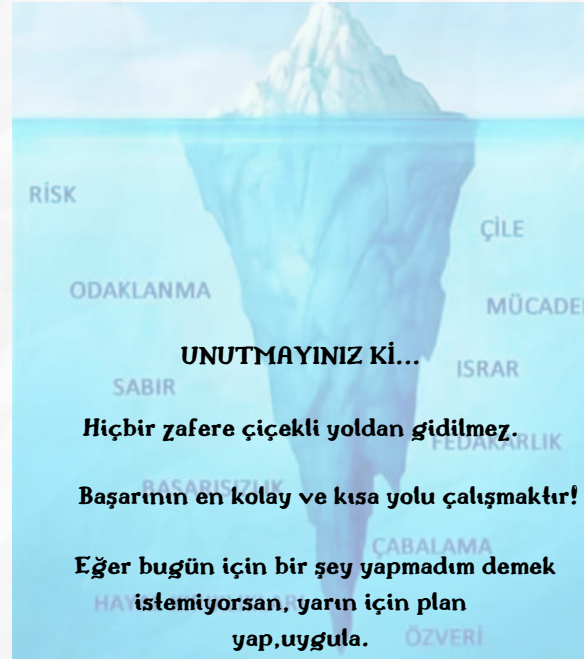 RİSK
ÇİLE
ODAKLANMA
UNUTMAYINIZ Kİ...
ISRAR
SABIR
Hiçbir zafere çiçekli yoldan gidilmez.
FEDAKARLIK
BAŞARISIZLIK
Başarının en kolay ve kısa yolu çalışmaktır!
ÇABALAMA
Eğer bugün için bir şey yapmadım demek
istemiyorsan, yarın için plan
yap,uygula.
ÖZVERİ